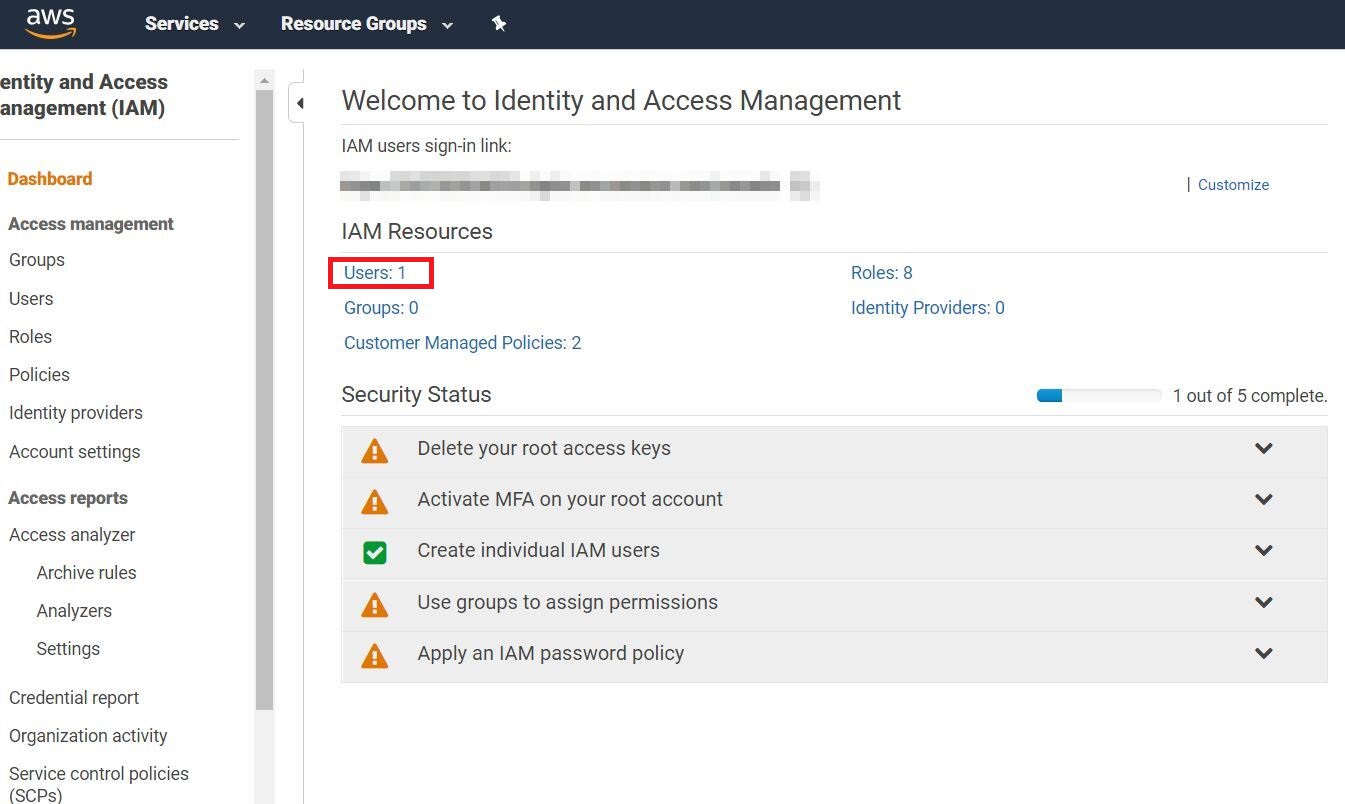 aws
Services
Resource Groups
entity and Access
anagement (IAM)
Dashboard
Access management
Groups
Users
Roles
Policies
Identity providers
Account settings
Access reports
Access analyzer
Archive rules
Analyzers
Settings
Credential report
Organization activity
Service control policies
(SCPs)
Welcome to Identity and Access Management
IAM users sign-in link:
| Customize
IAM Resources
Users: 1
Roles: 8
Groups: 0
Identity Providers: 0
Customer Managed Policies: 2
Security Status
1 out of 5 complete.
Delete your root access keys
Activate MFA on your root account
Create individual IAM users
Use groups to assign permissions
Apply an IAM password policy